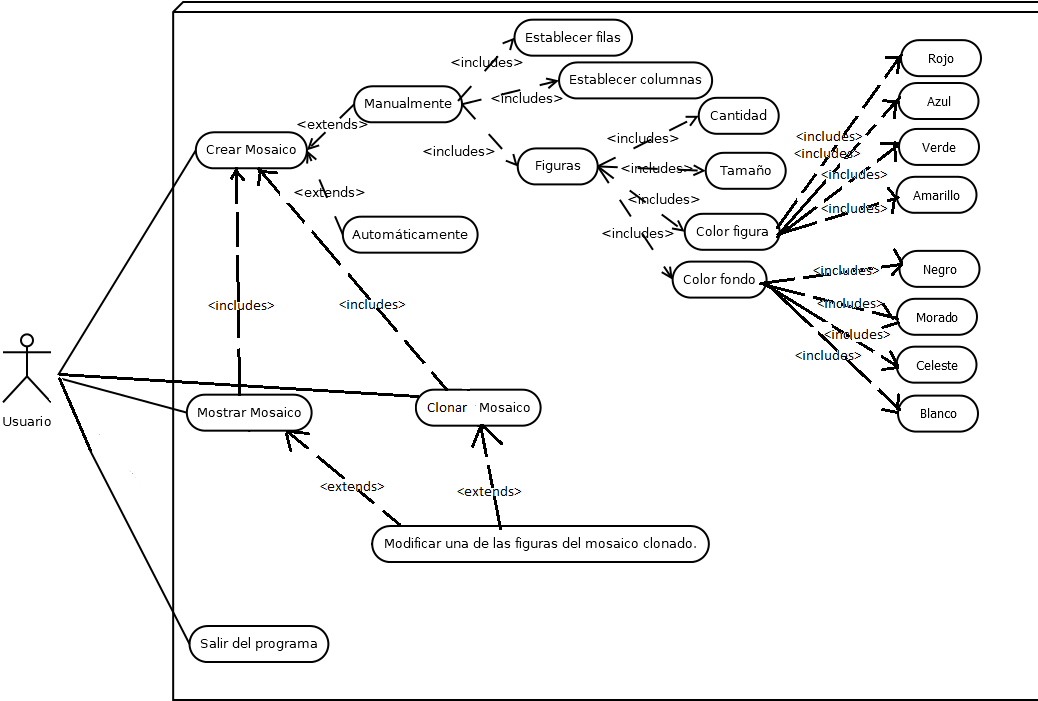 Establecer filas
<includes>
Establecer columnas
<includes>
Manualmente
<extends>
<includes>
Crear Mosaico
<extends>
Automáticamente
Figuras
<includes>
Cantidad
<includes>
Tamaño
<includes>
Color figura
<includes>
Color fondo
<includes>
Rojo
<includes>
Azul
<includes>
Verde
<includes>
Amarillo
<includes>
Negro
<includes>
Morado
<includes>
Celeste
<includes>
Blanco
<includes>
<includes>
Usuario
Mostrar Mosaico
Clonar Mosaico
<extends>
<extends>
Modificar una de las figuras del mosaico clonado.
Salir del programa